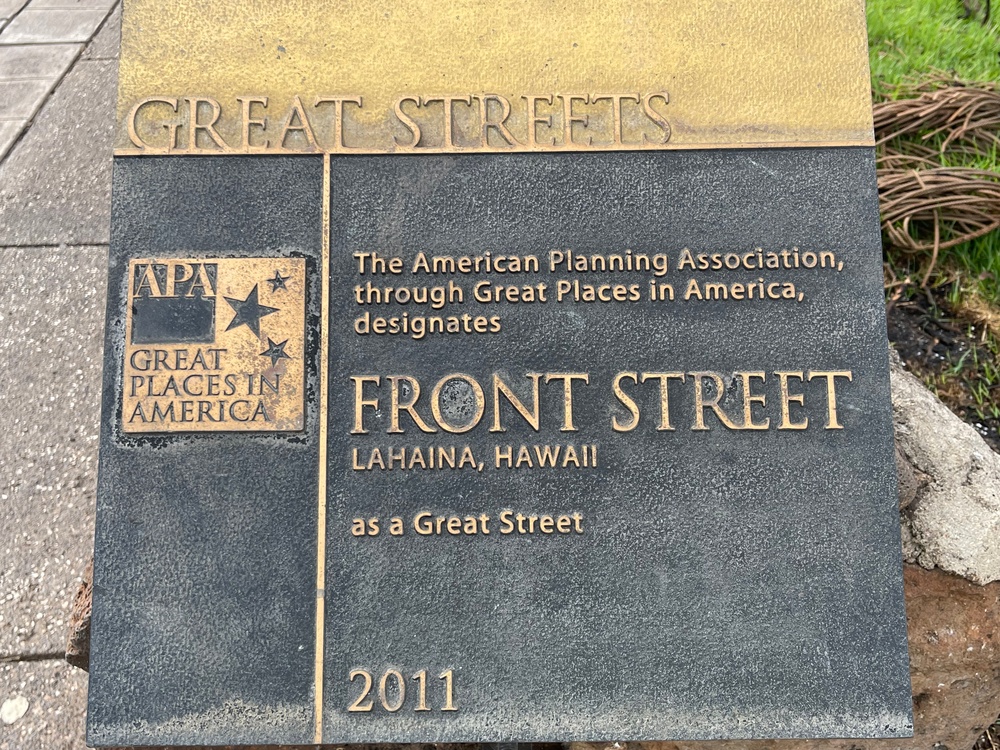 GREAT STREETS
APA
GREAT
PLACES IN
AMERICA
The American Planning Association,
through Great Places in America,
designates
FRONT STREET
LAHAINA, HAWAII
as a Great Street
2011